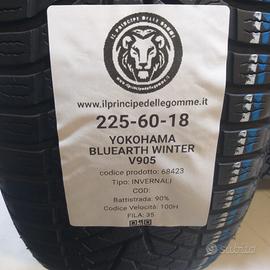 IL PRINCIPE DELLE GOMME
www.ilprincipedellegomme.it
225-60-18
YOKOHAMA
BLUEARTH WINTER
V905
codice prodotto: 68423
Tipo: INVERNALI
COD:
Battistrada: 90%
Codice Velocità: 100H
FILA: 35
subito